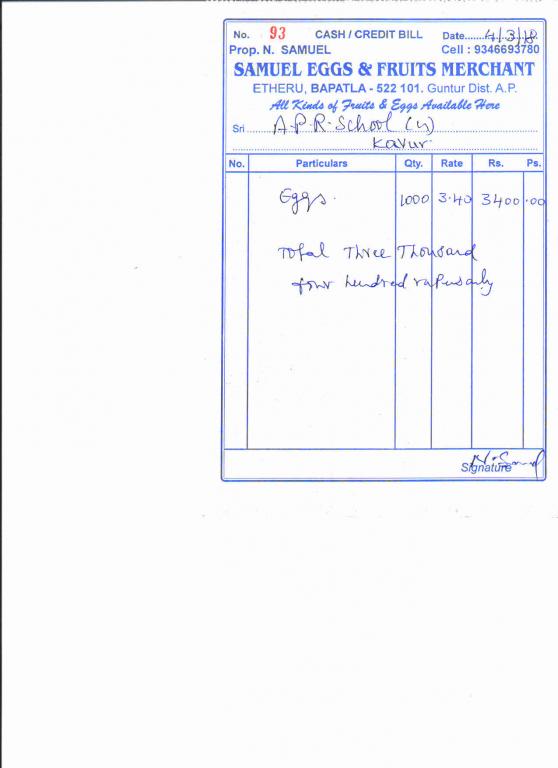 No. 93 CASH / CREDIT BILL Date......4/3/18
Prop. N. SAMUEL Cell : 9346693780
SAMUEL EGGS & FRUITS MERCHANT
ETHERU, BAPATLA - 522 101. Guntur Dist. A.P.
All Kinds of Fruits & Eggs Available Here
Sri A.P.R. School (4)
Kavur
No. Particulars Qty. Rate Rs. Ps.
Eggs. 1000 3.40 3400.00
Total Three Thousand
four hundred only
Signature